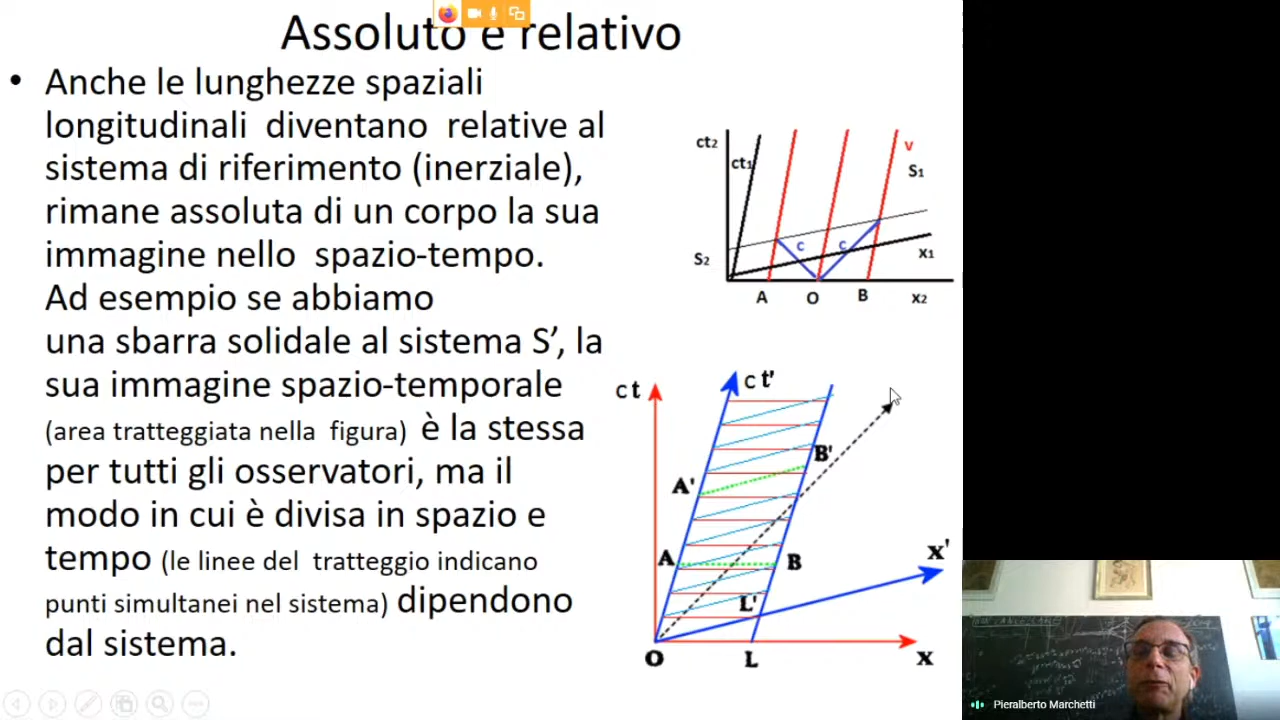 Assoluto e relativo
• Anche le lunghezze spaziali
longitudinali diventano relative al
sistema di riferimento (inerziale),
rimane assoluta di un corpo la sua
immagine nello spazio-tempo.
Ad esempio se abbiamo
una sbarra solidale al sistema S’, la
sua immagine spazio-temporale
(area tratteggiata nella figura) è la stessa
per tutti gli osservatori, ma il
modo in cui è divisa in spazio e
tempo (le linee del tratteggio indicano
punti simultanei nel sistema) dipendono
dal sistema.
ct2
ct1
v
S1
c
c
S2
x1
A
O
B
x2
c t
c t'
B'
A'
A
B
x'
L'
O
L
x
Pieralberto Marchetti